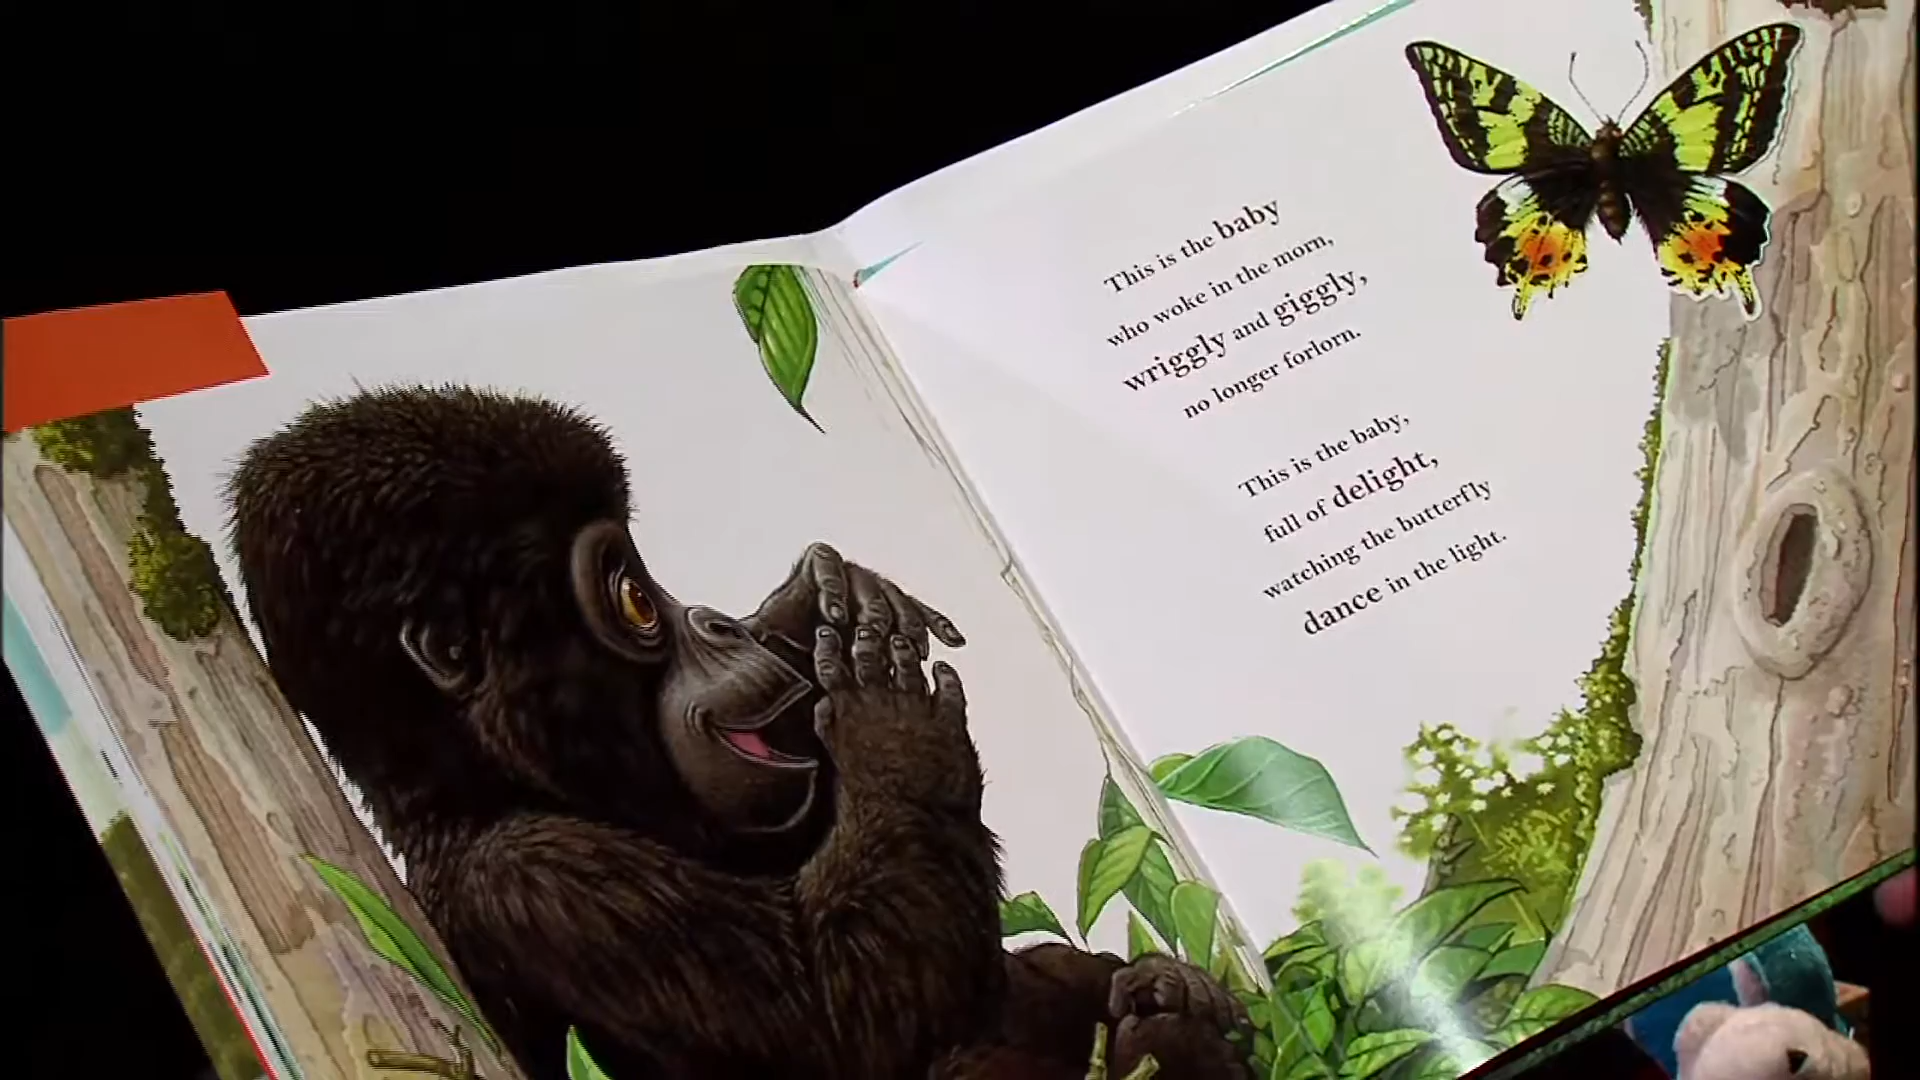 This is the baby
who woke in the morn,
wriggly and giggly,
no longer forlorn.
This is the baby,
full of delight,
watching the butterfly
dance in the light.